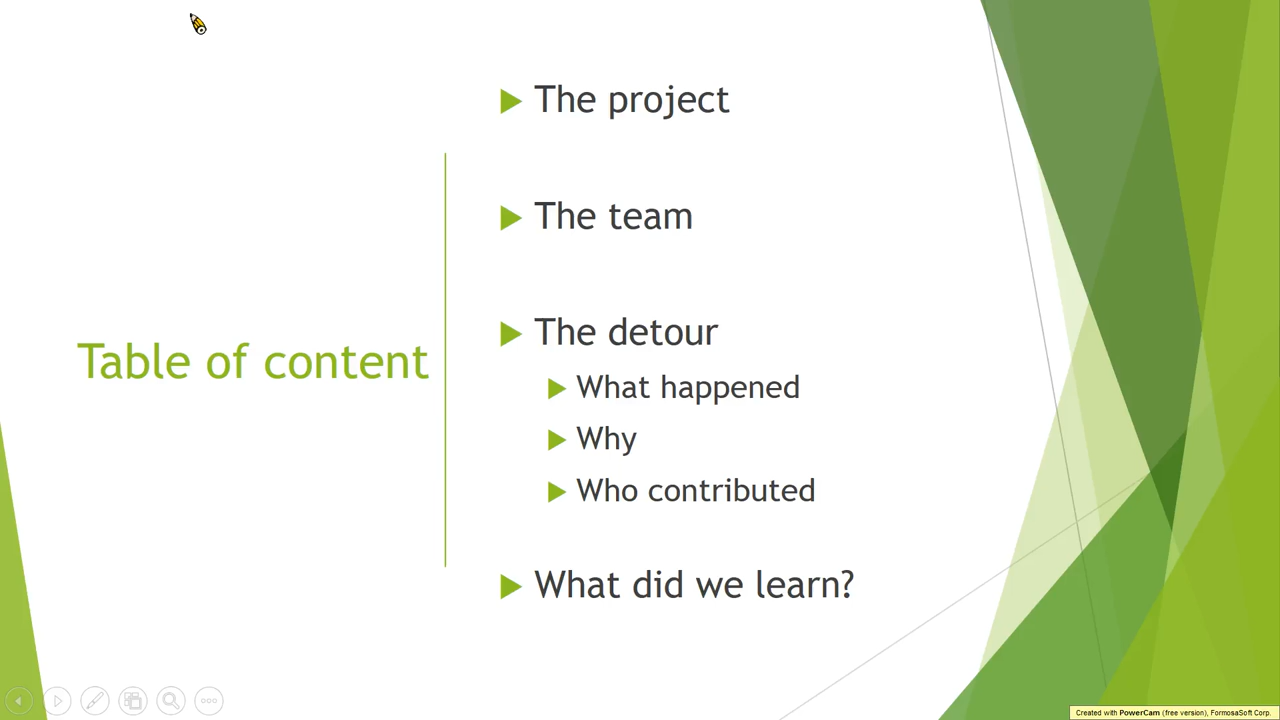 Table of content
The project
The team
The detour
What happened
Why
Who contributed
What did we learn?
Created with PowerCam (free version), FormosaSoft Corp.